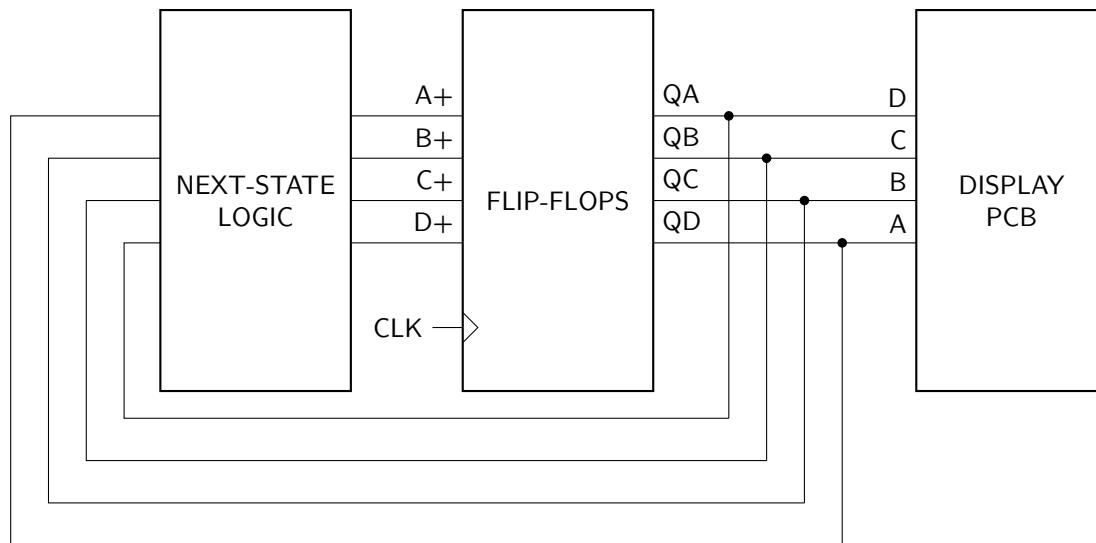 A+
B+
C+
D+
NEXT-STATE
LOGIC
FLIP-FLOPS
CLK
QA
QB
QC
QD
D
C
B
A
DISPLAY
PCB